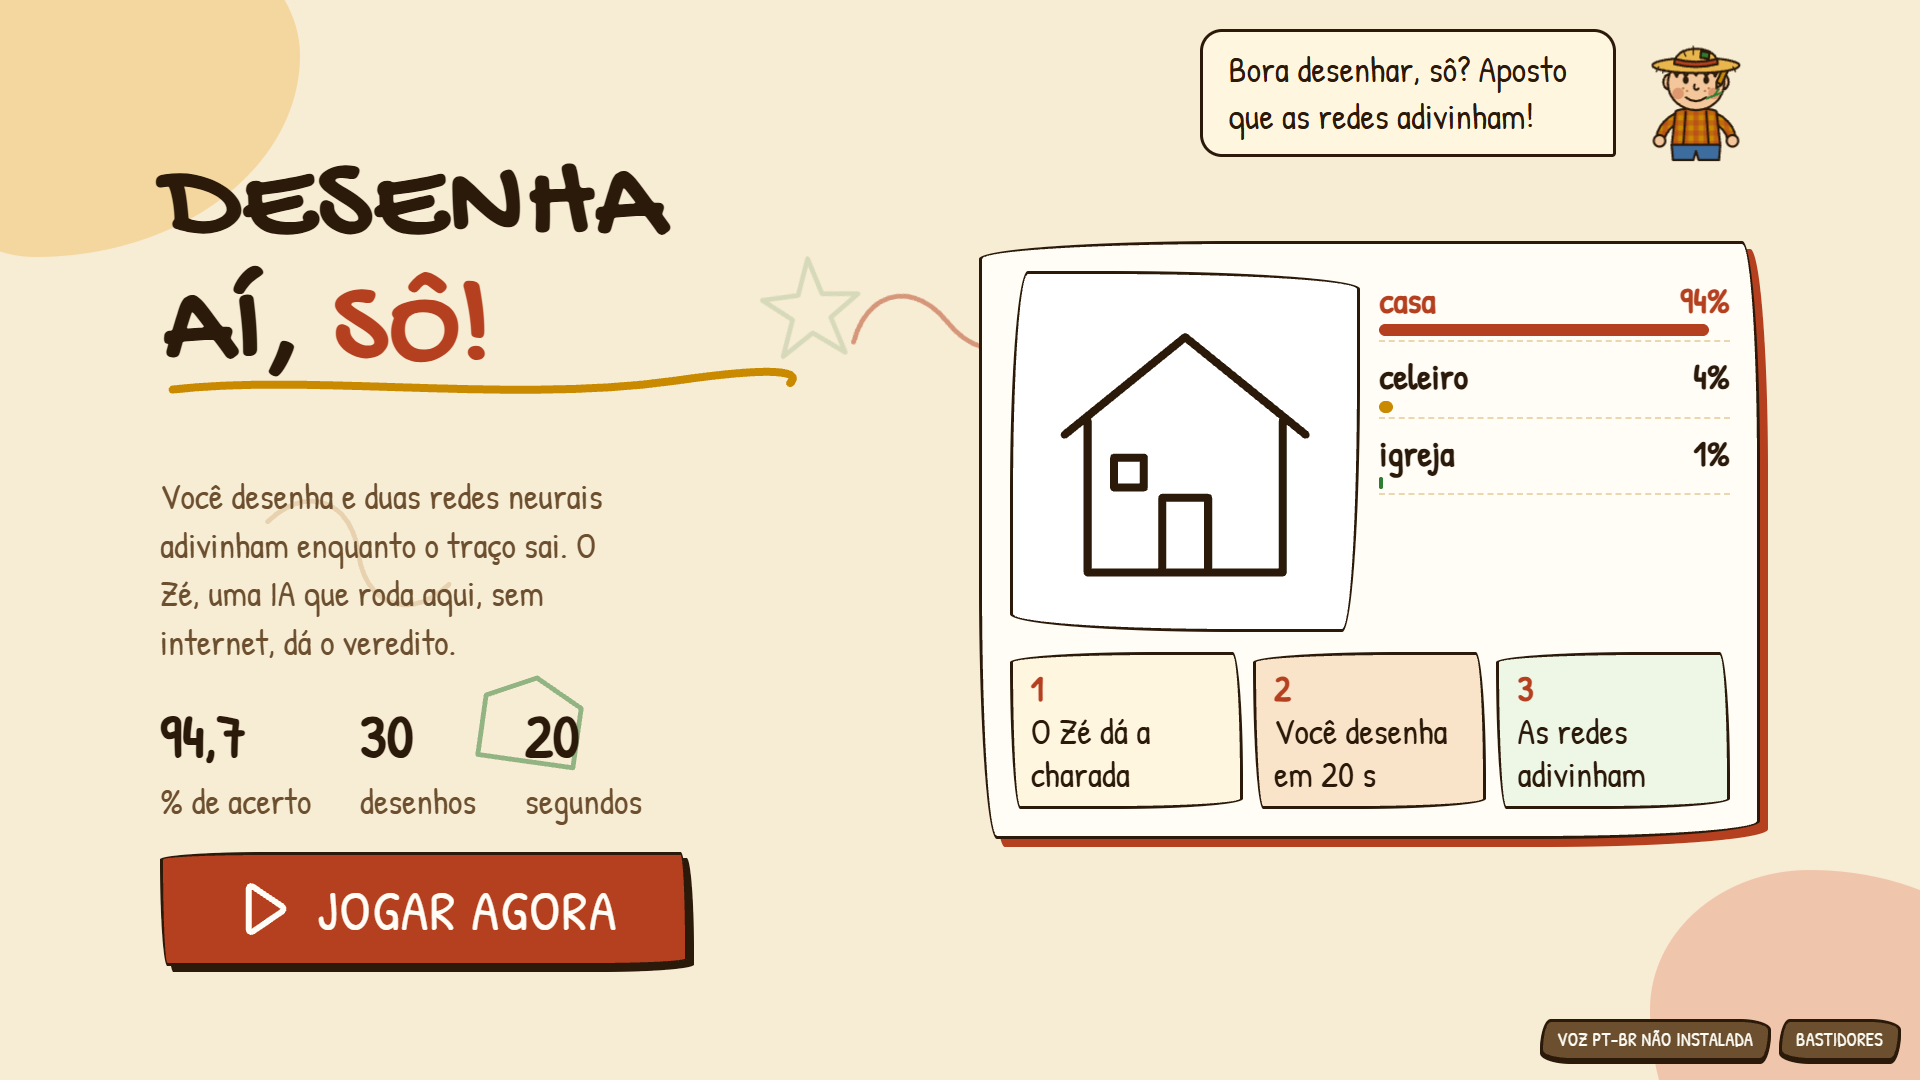 Bora desenhar, sô? Aposto
que as redes adivinham!
DESENHA
AÍ, SÔ!
Você desenha e duas redes neurais
adivinham enquanto o traço sai. O
Zé, uma IA que roda aqui, sem
internet, dá o veredito.
94,7
% de acerto
30
desenhos
20
segundos
JOGAR AGORA
casa 94%
celeiro 4%
igreja 1%
1
O Zé dá a
charada
2
Você desenha
em 20 s
3
As redes
adivinham
VOZ PT-BR NÃO INSTALADA
BASTIDORES